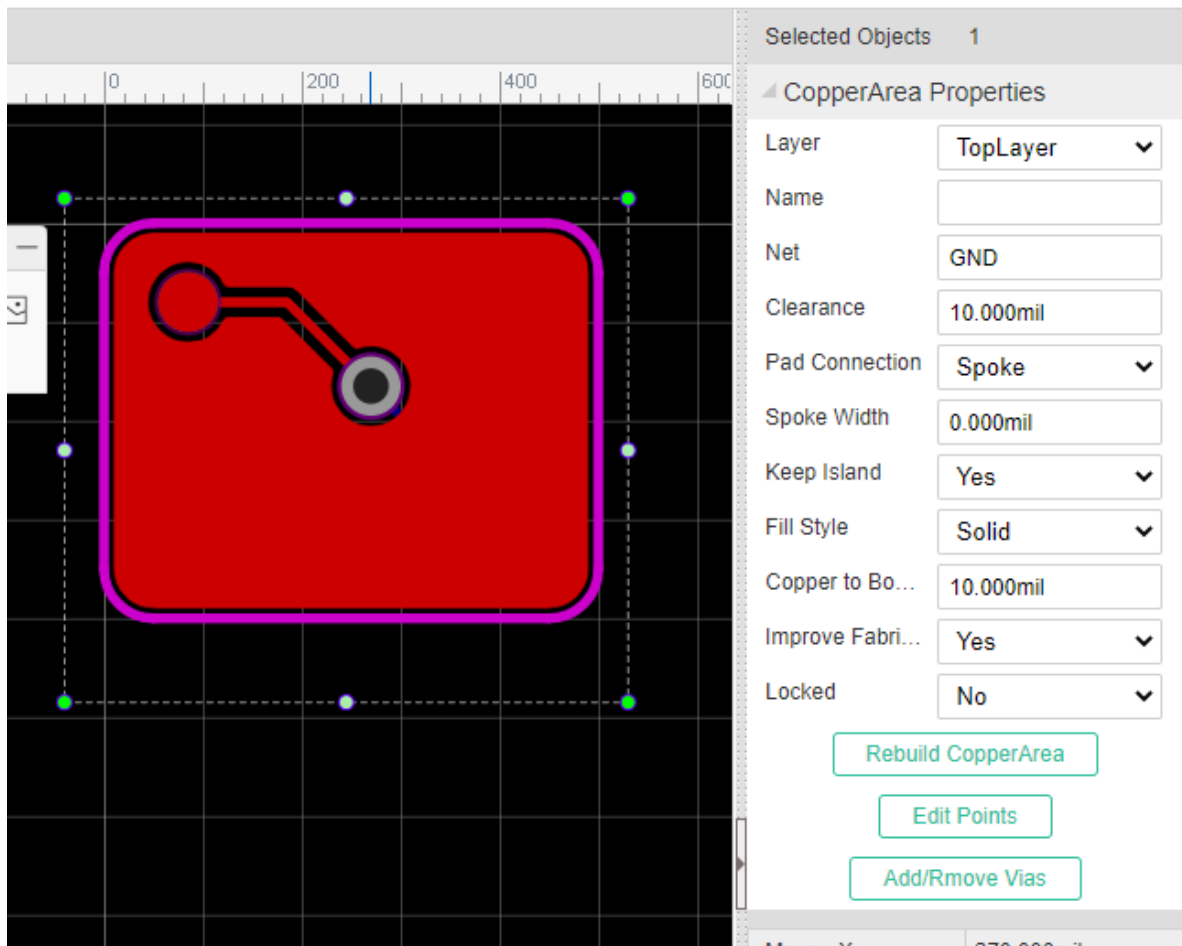 Selected Objects 1
0 200 400 600
CopperArea Properties
Layer TopLayer
Name
Net GND
Clearance 10.000mil
Pad Connection Spoke
Spoke Width 0.000mil
Keep Island Yes
Fill Style Solid
Copper to Bo... 10.000mil
Improve Fabri... Yes
Locked No
Rebuild CopperArea
Edit Points
Add/Rmove Vias